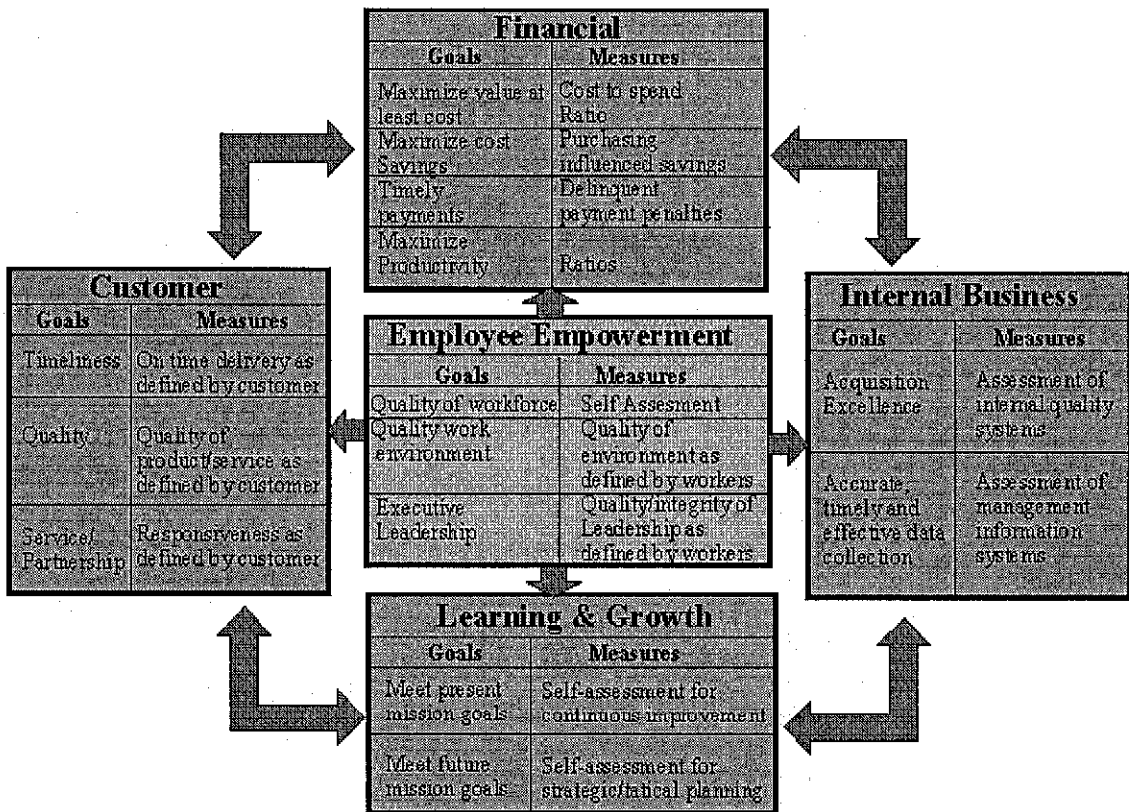 Financial
Goals Measures
Maximize value at least cost
Cost to spend Ratio
Maximize cost Savings
Purchasing influenced savings
Timely payments
Delinquent payment penalties
Maximize Productivity
Ratios
Customer
Goals Measures
Timeliness
On time delivery as defined by customer
Quality
Quality of product/service as defined by customer
Service/ Partnership
Responsiveness as defined by customer
Employee Empowerment
Goals Measures
Quality of workforce
Self Assesment
Quality work environment
Quality of environment as defined by workers
Executive Leadership
Quality/integrity of Leadership as defined by workers
Internal Business
Goals Measures
Acquisition Excellence
Assessment of internal quality systems
Accurate, timely and effective data collection
Assessment of management information systems
Learning & Growth
Goals Measures
Meet present mission goals
Self-assessment for continuous improvement
Meet future mission goals
Self-assessment for strategic/tatical planning